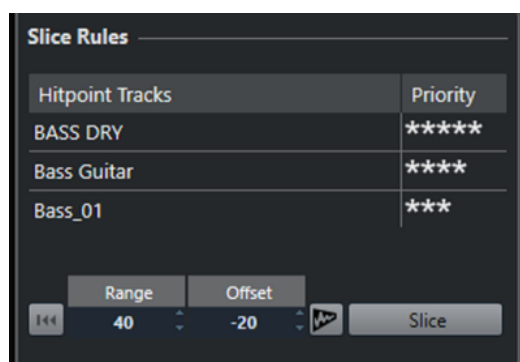 Slice Rules
Hitpoint Tracks Priority
BASS DRY *****
Bass Guitar ****
Bass_01 ***
Range Offset
40 -20 Slice